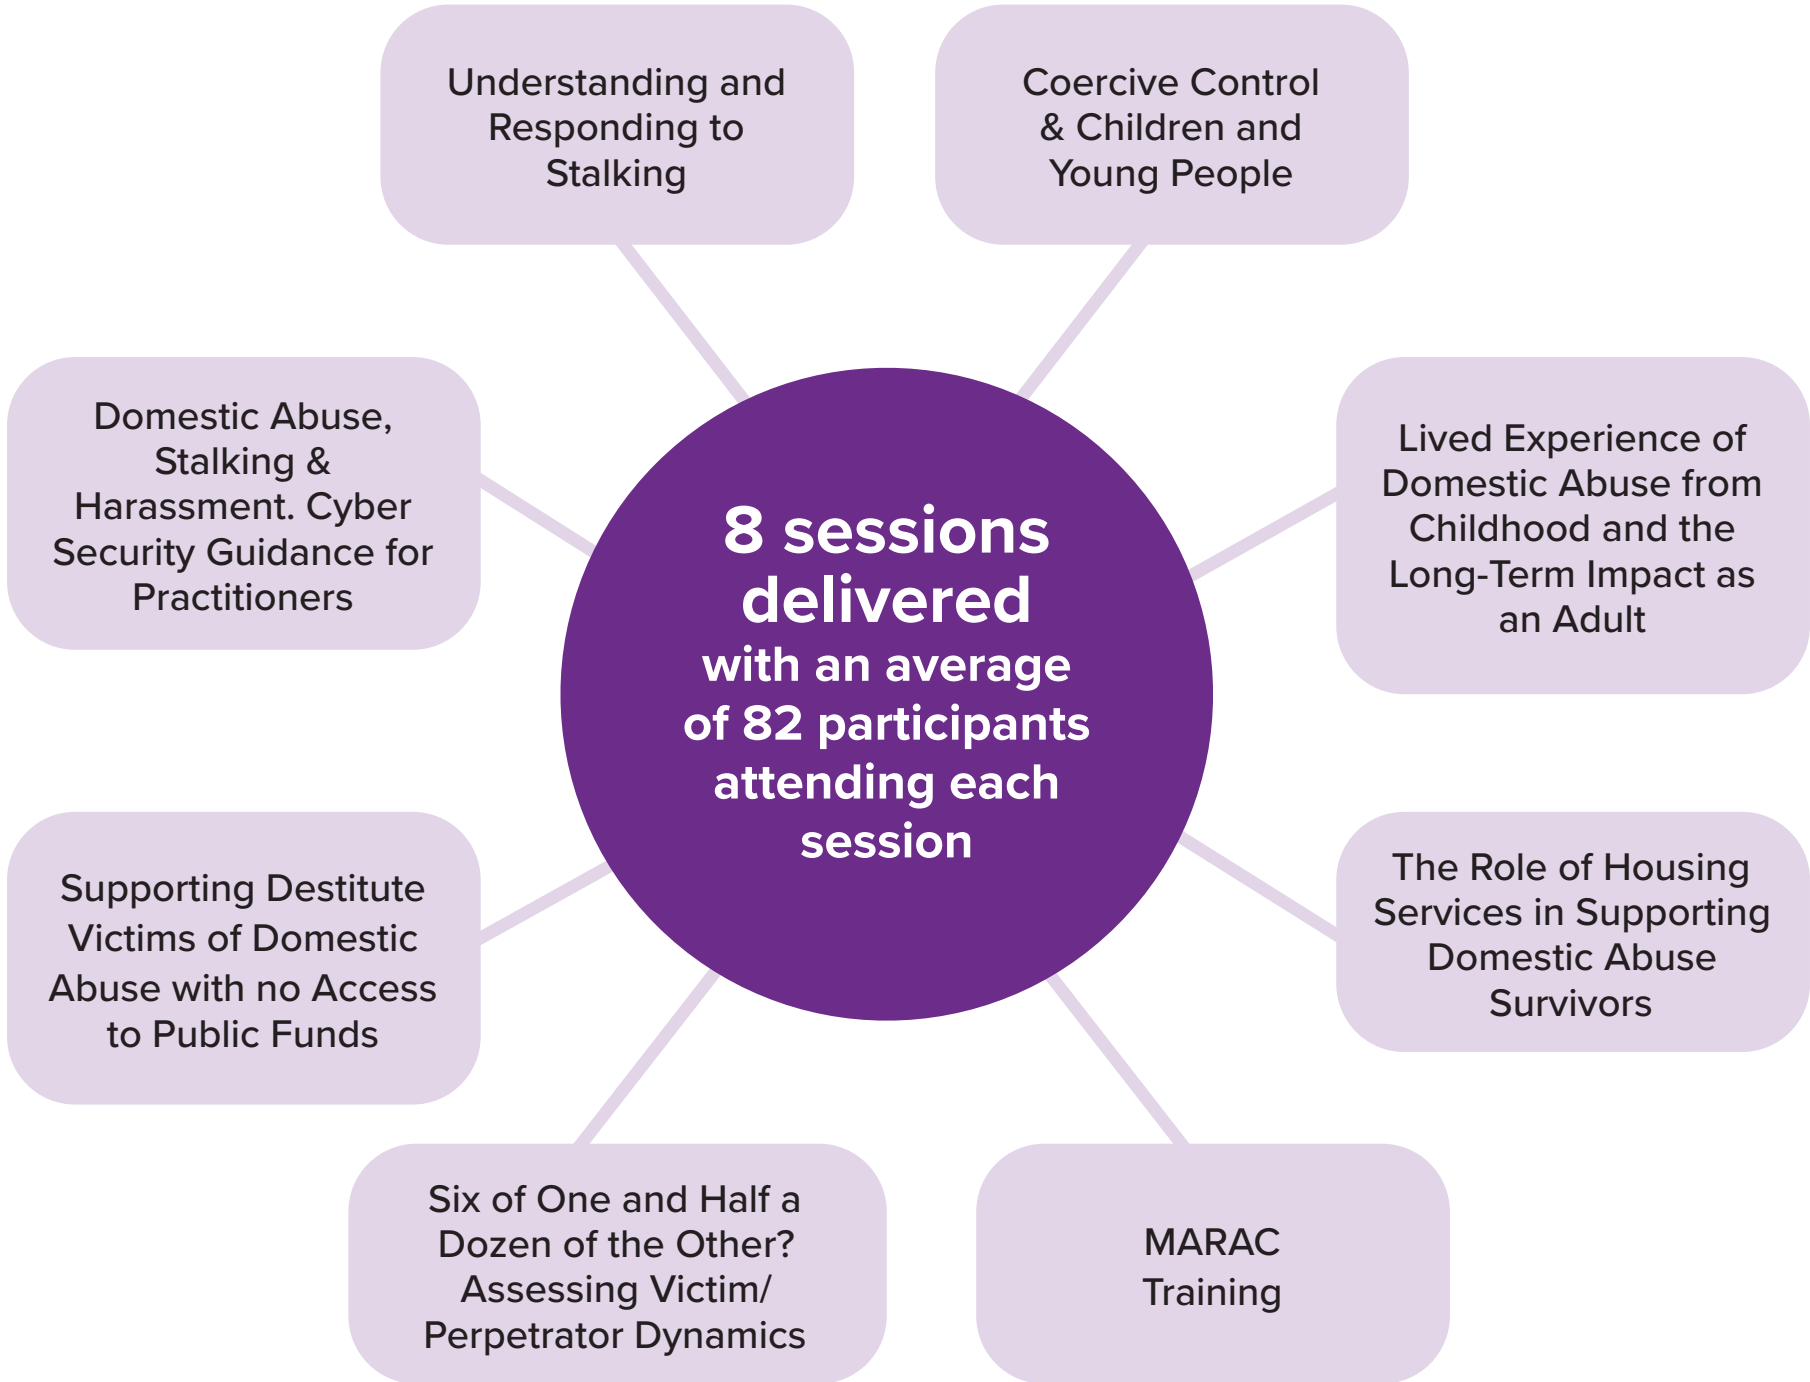 Understanding and
Responding to
Stalking
Coercive Control
& Children and
Young People
Domestic Abuse,
Stalking &
Harassment. Cyber
Security Guidance for
Practitioners
8 sessions
delivered
with an average
of 82 participants
attending each
session
Lived Experience of
Domestic Abuse from
Childhood and the
Long-Term Impact as
an Adult
Supporting Destitute
Victims of Domestic
Abuse with no Access
to Public Funds
The Role of Housing
Services in Supporting
Domestic Abuse
Survivors
Six of One and Half a
Dozen of the Other?
Assessing Victim/
Perpetrator Dynamics
MARAC
Training